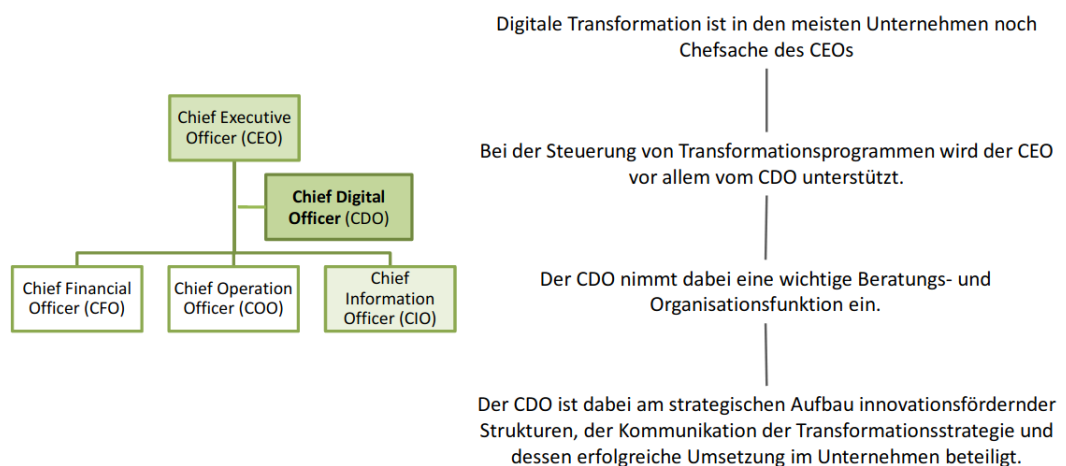 Chief Executive
Officer (CEO)
Chief Digital
Officer (CDO)
Chief Financial
Officer (CFO)
Chief Operation
Officer (COO)
Chief
Information
Officer (CIO)
Digitale Transformation ist in den meisten Unternehmen noch
Chefsache des CEOs
Bei der Steuerung von Transformationsprogrammen wird der CEO
vor allem vom CDO unterstützt.
Der CDO nimmt dabei eine wichtige Beratungs- und
Organisationsfunktion ein.
Der CDO ist dabei am strategischen Aufbau innovationsfördernder
Strukturen, der Kommunikation der Transformationsstrategie und
dessen erfolgreiche Umsetzung im Unternehmen beteiligt.